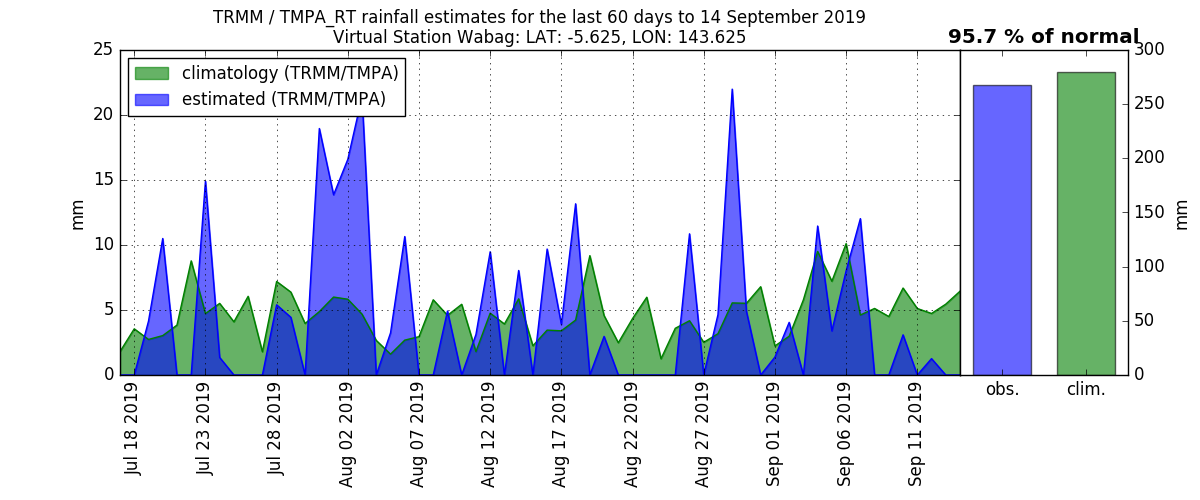 TRMM / TMPA_RT rainfall estimates for the last 60 days to 14 September 2019
Virtual Station Wabag: LAT: -5.625, LON: 143.625
95.7 % of normal
climatology (TRMM/TMPA)
estimated (TRMM/TMPA)
25
20
15
10
5
0
mm
Jul 18 2019
Jul 23 2019
Jul 28 2019
Aug 02 2019
Aug 07 2019
Aug 12 2019
Aug 17 2019
Aug 22 2019
Aug 27 2019
Sep 01 2019
Sep 06 2019
Sep 11 2019
obs.
clim.
300
250
200
150
100
50
0
mm